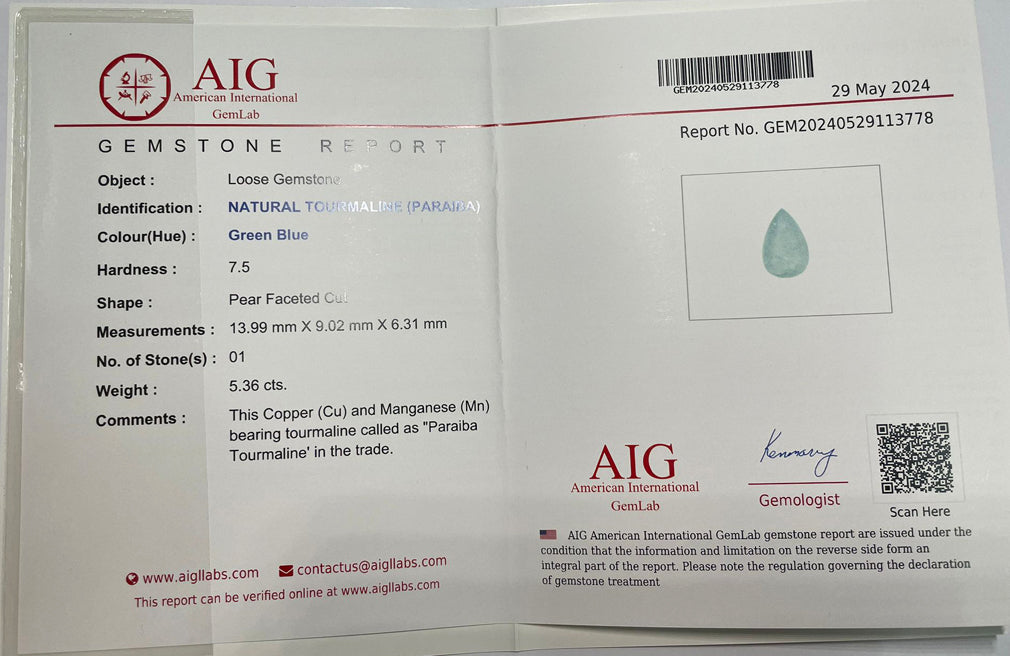 AIG
American International
GemLab
GEMSTONE REPORT
Object : Loose Gemstone
Identification : NATURAL TOURMALINE (PARAIBA)
Colour(Hue) : Green Blue
Hardness : 7.5
Shape : Pear Faceted Cut
Measurements : 13.99 mm X 9.02 mm X 6.31 mm
No. of Stone(s) : 01
Weight : 5.36 cts.
Comments : This Copper (Cu) and Manganese (Mn)
bearing tourmaline called as "Paraiba
Tourmaline' in the trade.
www.aigllabs.com contactus@aigllabs.com
This report can be verified online at www.aigllabs.com
GEM20240529113778
29 May 2024
Report No. GEM20240529113778
AIG
American International
GemLab
Gemologist
Scan Here
AIG American International GemLab gemstone report are issued under the
condition that the information and limitation on the reverse side form an
integral part of the report. Please note the regulation governing the declaration
of gemstone treatment